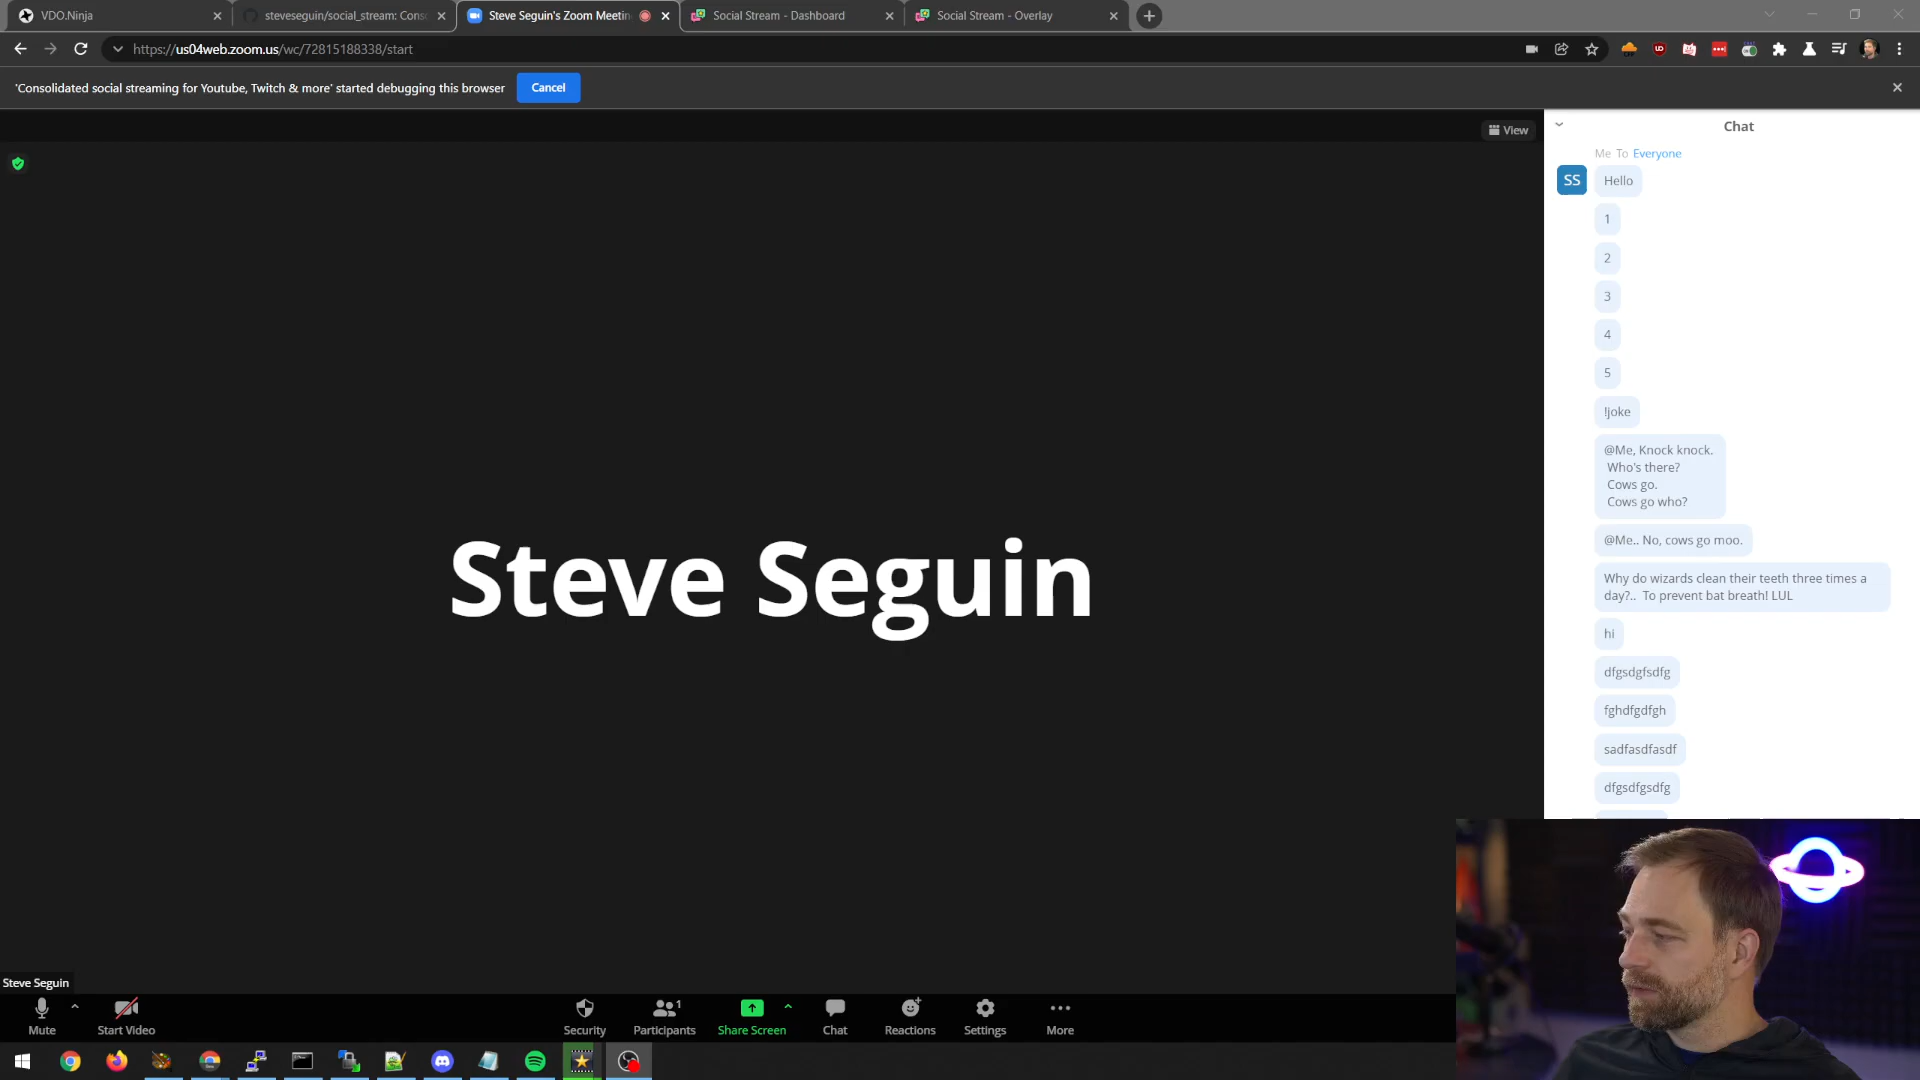 VDO.Ninja
steveseguin/social_stream: Conso
Steve Seguin's Zoom Meetin
Social Stream - Dashboard
Social Stream - Overlay
https://us04web.zoom.us/wc/72815188338/start
'Consolidated social streaming for Youtube, Twitch & more' started debugging this browser
Cancel
View
Chat
Me To Everyone
SS
Hello
1
2
3
4
5
!joke
@Me, Knock knock.
Who's there?
Cows go.
Cows go who?
@Me.. No, cows go moo.
Why do wizards clean their teeth three times a
day?.. To prevent bat breath! LUL
hi
dfgsdgfsdfg
fghdfgdfgh
sadfasdfasdf
dfgsdfgsdfg
Steve Seguin
Steve Seguin
Mute
Start Video
Security
1
Participants
Share Screen
Chat
Reactions
Settings
More